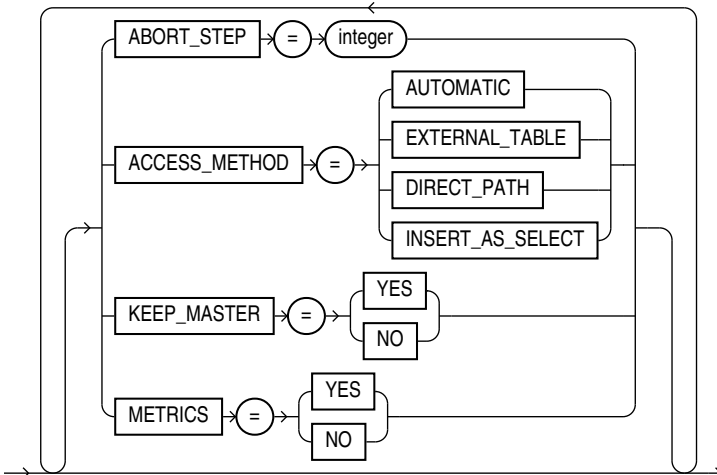 ABORT_STEP = integer
AUTOMATIC
EXTERNAL_TABLE
ACCESS_METHOD =
DIRECT_PATH
INSERT_AS_SELECT
YES
KEEP_MASTER =
NO
YES
METRICS =
NO